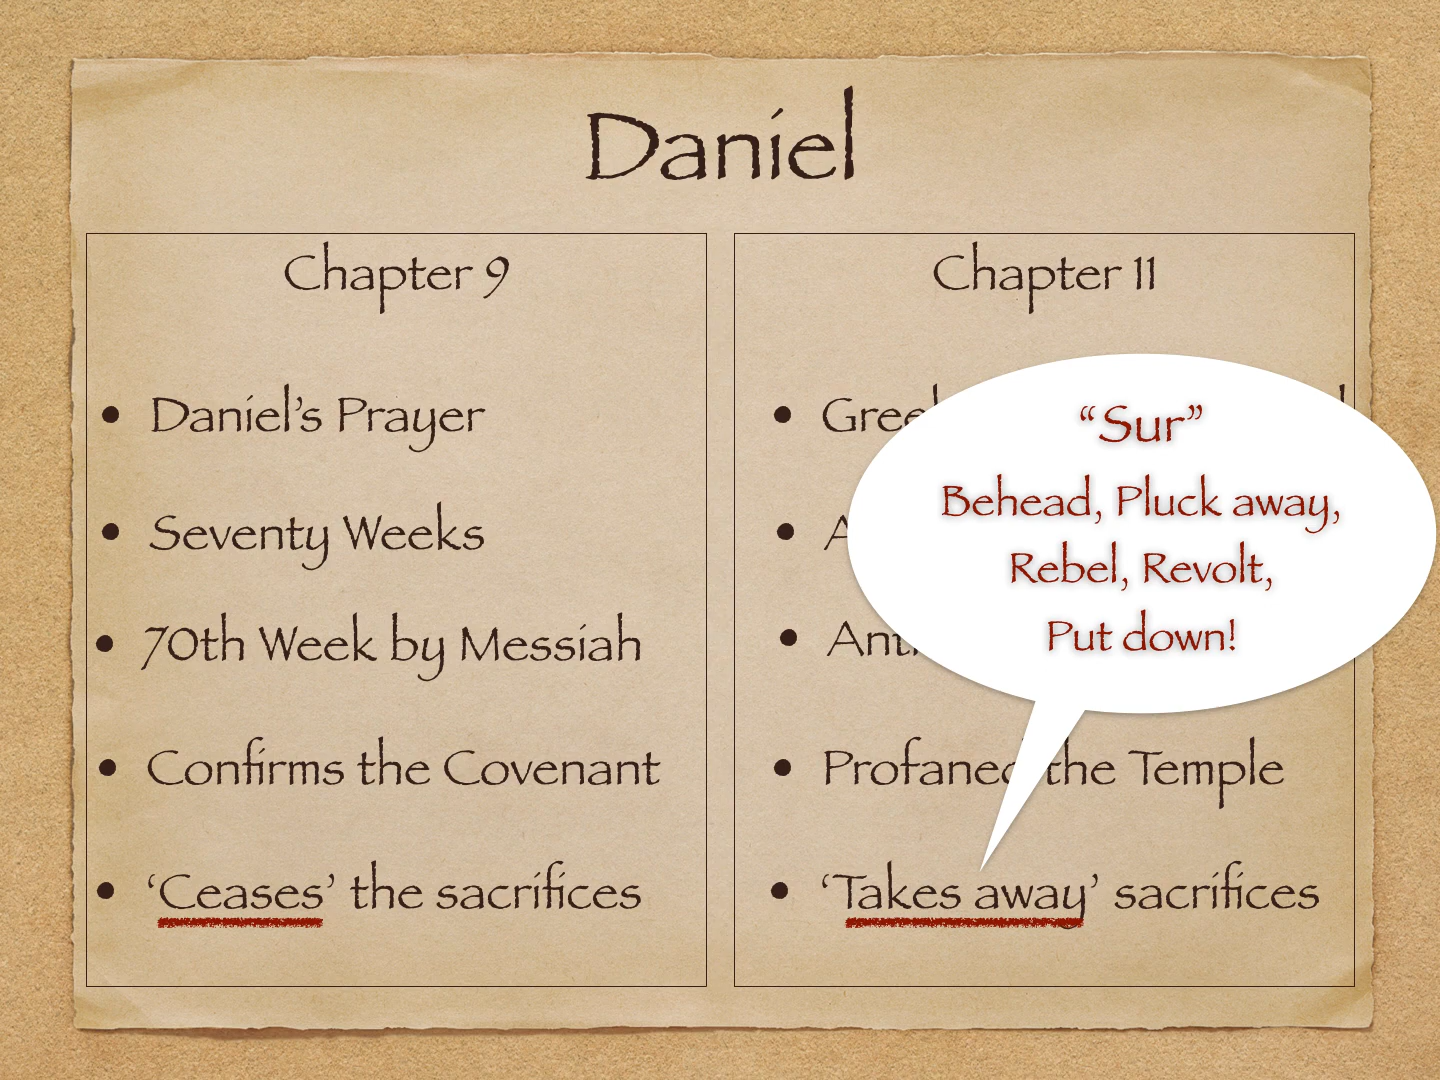 Daniel
Chapter 9
• Daniel’s Prayer
• Seventy Weeks
• 70th Week by Messiah
• Confirms the Covenant
• ‘Ceases’ the sacrifices
Chapter 11
“Sur”
Behead, Pluck away,
Rebel, Revolt,
Put down!
• Profaned the Temple
• ‘Takes away’ sacrifices